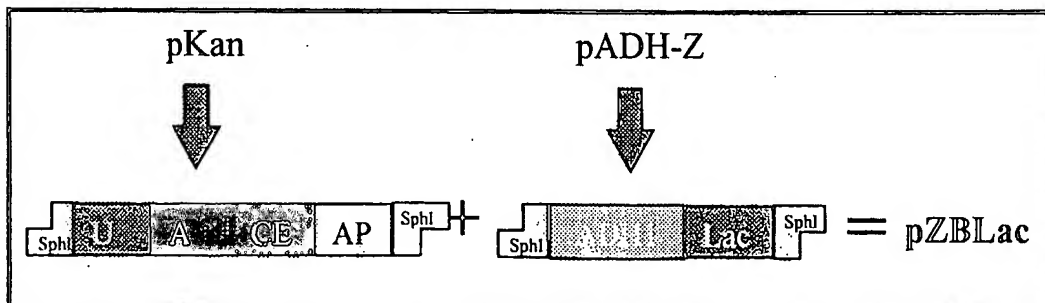 pKan pADH-Z
SphI U AP SphI + SphI ADH Lac SphI = pZBLac